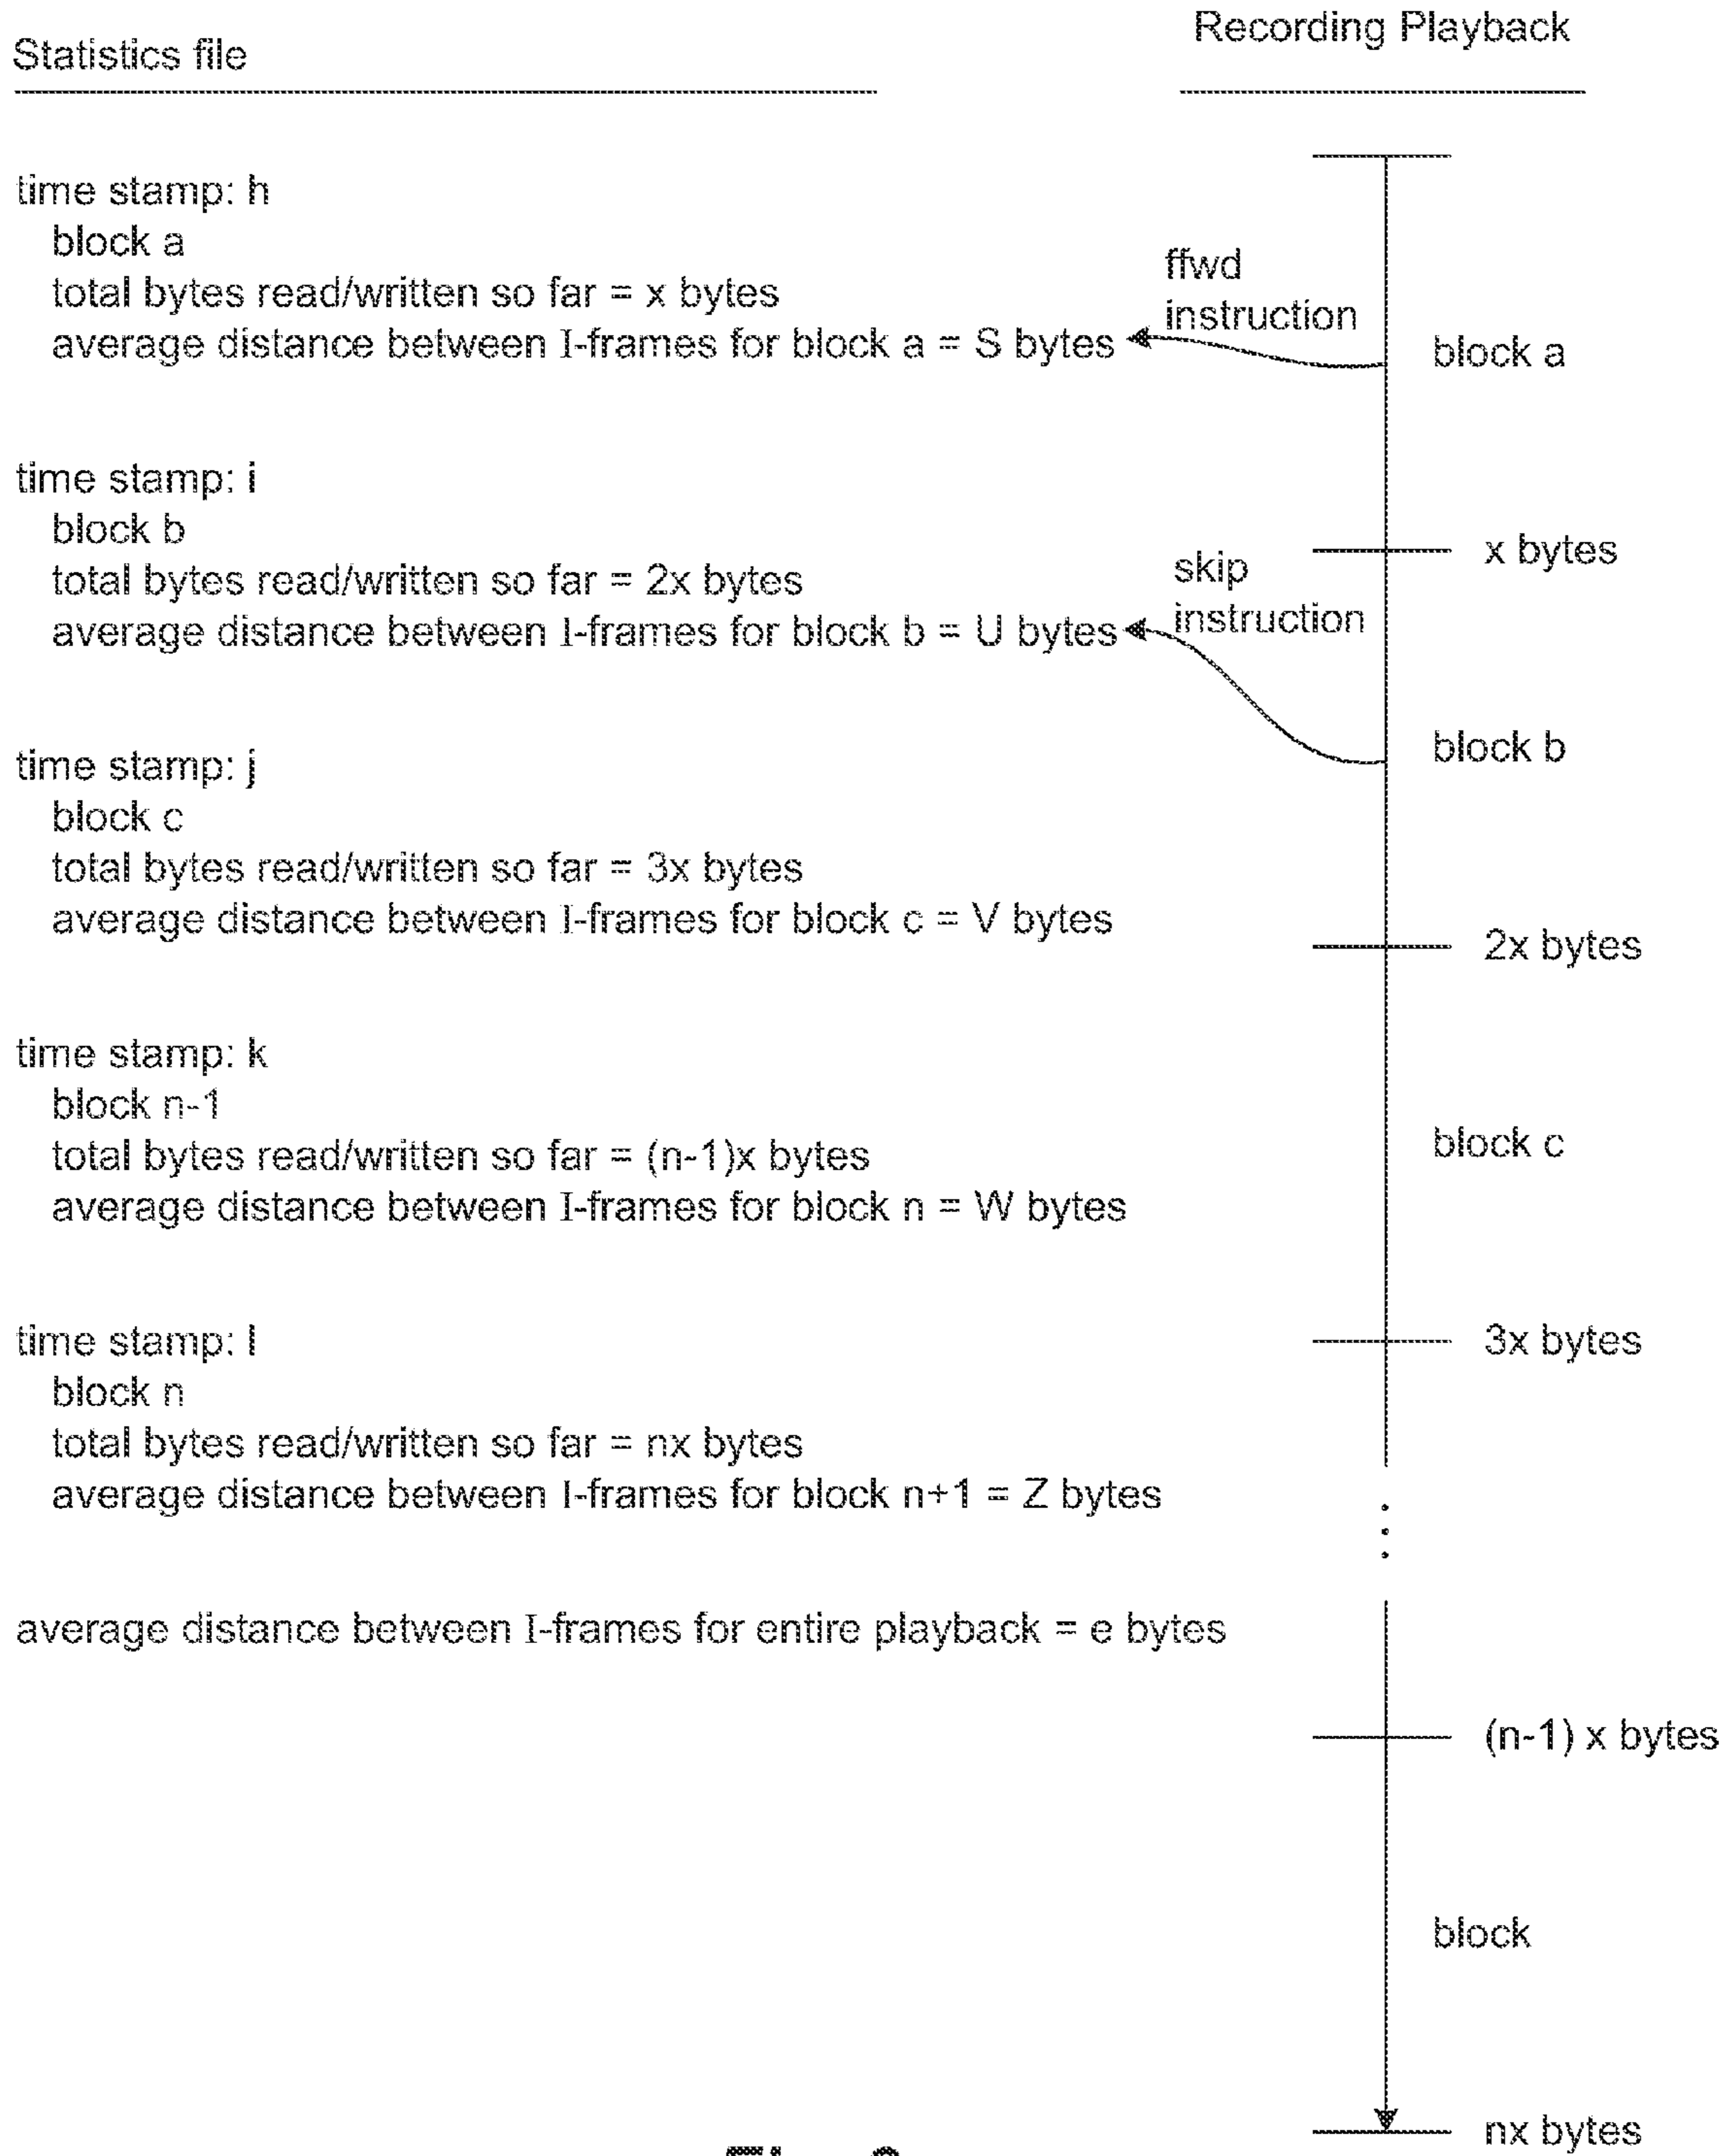 Statistics file
time stamp: h
block a
total bytes read/written so far = x bytes
average distance between I-frames for block a = S bytes
time stamp: i
block b
total bytes read/written so far = 2x bytes
average distance between I-frames for block b = U bytes
time stamp: j
block c
total bytes read/written so far = 3x bytes
average distance between I-frames for block c = V bytes
time stamp: k
block n-1
total bytes read/written so far = (n-1)x bytes
average distance between I-frames for block n = W bytes
time stamp: l
block n
total bytes read/written so far = nx bytes
average distance between I-frames for block n+1 = Z bytes
average distance between I-frames for entire playback = e bytes
Recording Playback
ffwd
instruction
block a
x bytes
skip
instruction
block b
2x bytes
block c
3x bytes
(n-1) x bytes
block
nx bytes